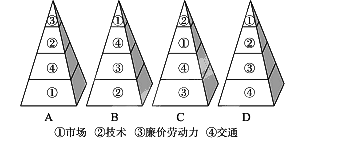 ③ ① ② ①
② ④ ① ②
④ ③ ④ ③
① ② ③ ④
A B C D
①市场 ②技术 ③廉价劳动力 ④交通